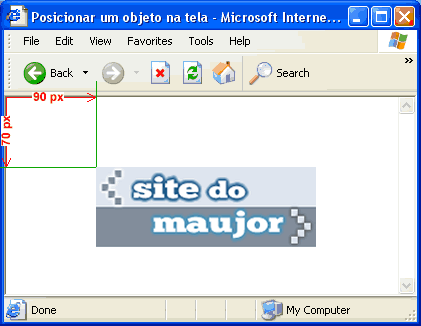 Posicionar um objeto na tela - Microsoft Interne...
File Edit View Favorites Tools Help
Back Search
90 px
70 px
site do
maujor
Done My Computer